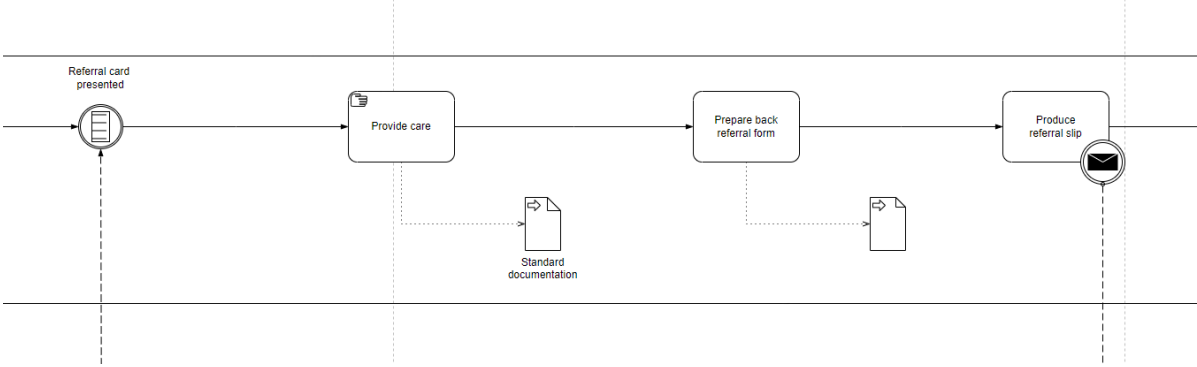 Referral card
presented
Provide care
Prepare back
referral form
Produce
referral slip
Standard
documentation